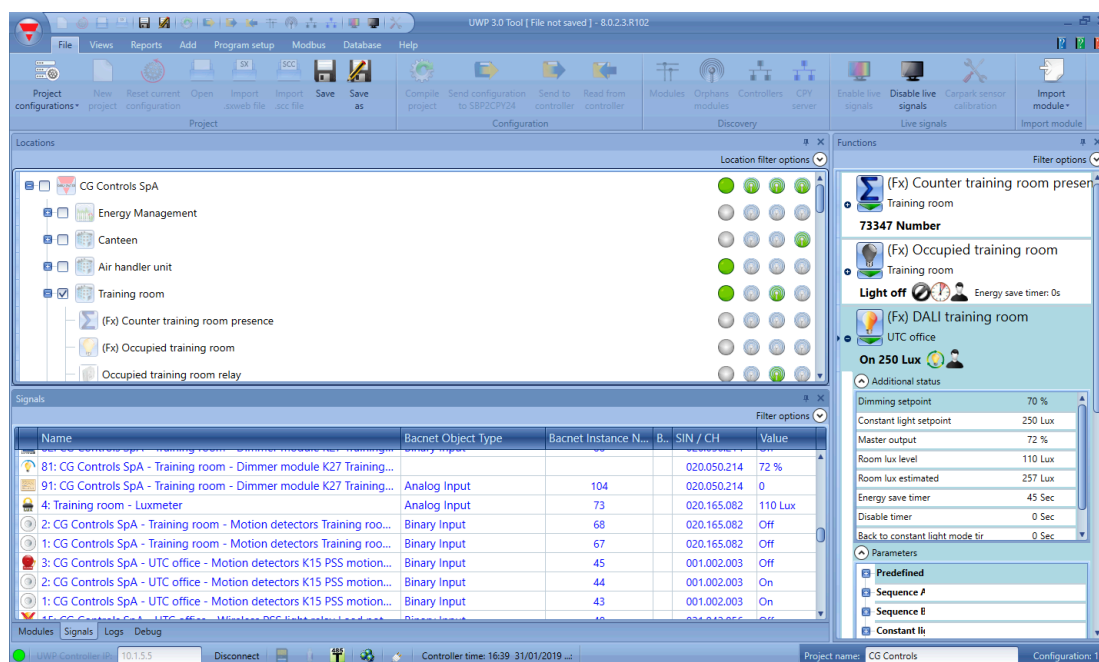 UWP 3.0 Tool [ File not saved ] - 8.0.2.3.R102
File Views Reports Add Program setup Modbus Database Help
Project configurations
New project
Reset current configuration
Open
SX
Import .sxweb file
SCC
Import .scc file
Save
Save as
Compile project
Send configuration to SBP2CPY24
Send to controller
Read from controller
Modules
Orphans modules
Controllers
CPY server
Enable live signals
Disable live signals
Carpark sensor calibration
Import module
Project
Configuration
Discovery
Live signals
Import module
Locations
Location filter options
CG Controls SpA
Energy Management
Canteen
Air handler unit
Training room
(Fx) Counter training room presence
(Fx) Occupied training room
Occupied training room relay
Signals
Filter options
Name Bacnet Object Type Bacnet Instance N... B.. SIN / CH Value
81: CG Controls SpA - Training room - Dimmer module K27 Training... 020.050.214 72 %
91: CG Controls SpA - Training room - Dimmer module K27 Training... Analog Input 104 020.050.214 0
4: Training room - Luxmeter Analog Input 73 020.165.082 110 Lux
2: CG Controls SpA - Training room - Motion detectors Training roo... Binary Input 68 020.165.082 Off
1: CG Controls SpA - Training room - Motion detectors Training roo... Binary Input 67 020.165.082 Off
3: CG Controls SpA - UTC office - Motion detectors K15 PSS motion... Binary Input 45 001.002.003 Off
2: CG Controls SpA - UTC office - Motion detectors K15 PSS motion... Binary Input 44 001.002.003 On
1: CG Controls SpA - UTC office - Motion detectors K15 PSS motion... Binary Input 43 001.002.003 On
Modules Signals Logs Debug
Functions
Filter options
(Fx) Counter training room presen
Training room
73347 Number
(Fx) Occupied training room
Training room
Light off Energy save timer: 0s
(Fx) DALI training room
UTC office
On 250 Lux
Additional status
Dimming setpoint 70 %
Constant light setpoint 250 Lux
Master output 72 %
Room lux level 110 Lux
Room lux estimated 257 Lux
Energy save timer 45 Sec
Disable timer 0 Sec
Back to constant light mode tir 0 Sec
Parameters
Predefined
Sequence A
Sequence B
Constant lig
UWP Controller IP: 10.1.5.5 Disconnect 485 Controller time: 16:39 31/01/2019 ...: Project name: CG Controls Configuration: 1